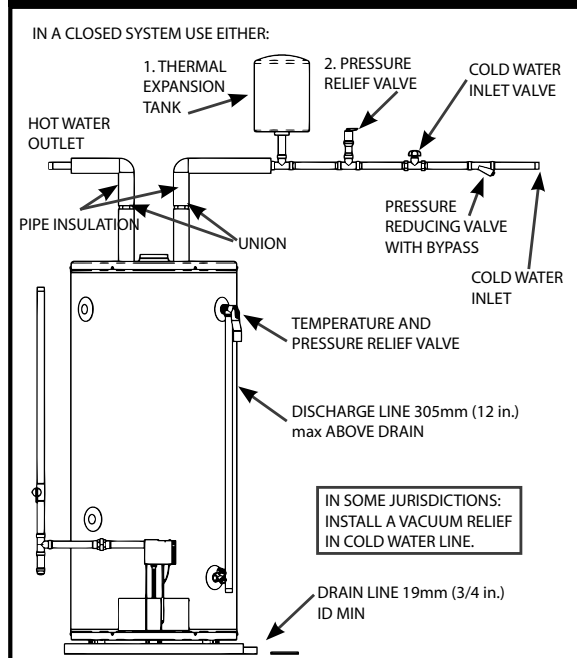 IN A CLOSED SYSTEM USE EITHER:
1. THERMAL
EXPANSION
TANK
2. PRESSURE
RELIEF VALVE
COLD WATER
INLET VALVE
HOT WATER
OUTLET
PIPE INSULATION
UNION
PRESSURE
REDUCING VALVE
WITH BYPASS
COLD WATER
INLET
TEMPERATURE AND
PRESSURE RELIEF VALVE
DISCHARGE LINE 305mm (12 in.)
max ABOVE DRAIN
IN SOME JURISDICTIONS:
INSTALL A VACUUM RELIEF
IN COLD WATER LINE.
DRAIN LINE 19mm (3/4 in.)
ID MIN